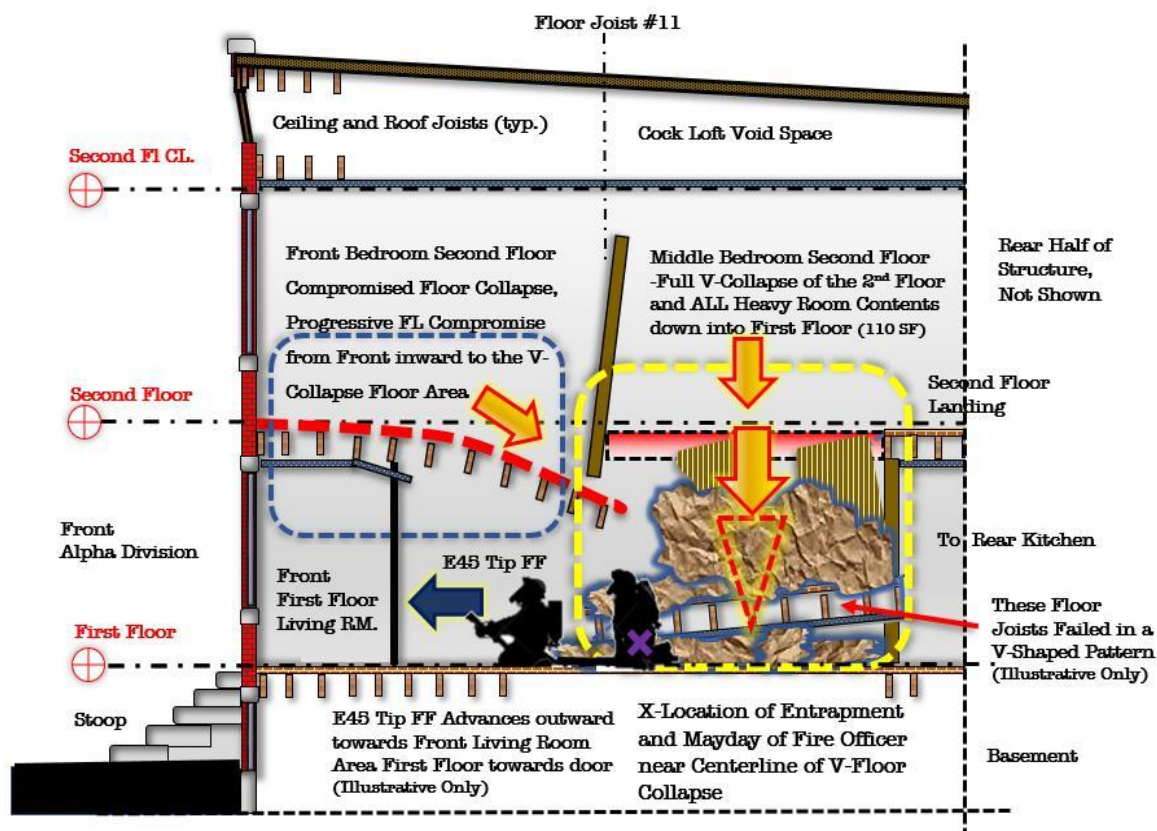 Floor Joist #11
Ceiling and Roof Joists (typ.)
Cock Loft Void Space
Second Fl CL.
Front Bedroom Second Floor
Compromised Floor Collapse,
Progressive FL Compromise
from Front inward to the V-
Collapse Floor Area
Middle Bedroom Second Floor
-Full V-Collapse of the 2nd Floor
and ALL Heavy Room Contents
down into First Floor (110 SF)
Rear Half of
Structure,
Not Shown
Second Floor
Second Floor
Landing
Front
Alpha Division
E45 Tip FF
To Rear Kitchen
Front
First Floor
Living RM.
These Floor
Joists Failed in a
V-Shaped Pattern
(Illustrative Only)
First Floor
Stoop
E45 Tip FF Advances outward
towards Front Living Room
Area First Floor towards door
(Illustrative Only)
X-Location of Entrapment
and Mayday of Fire Officer
near Centerline of V-Floor
Collapse
Basement